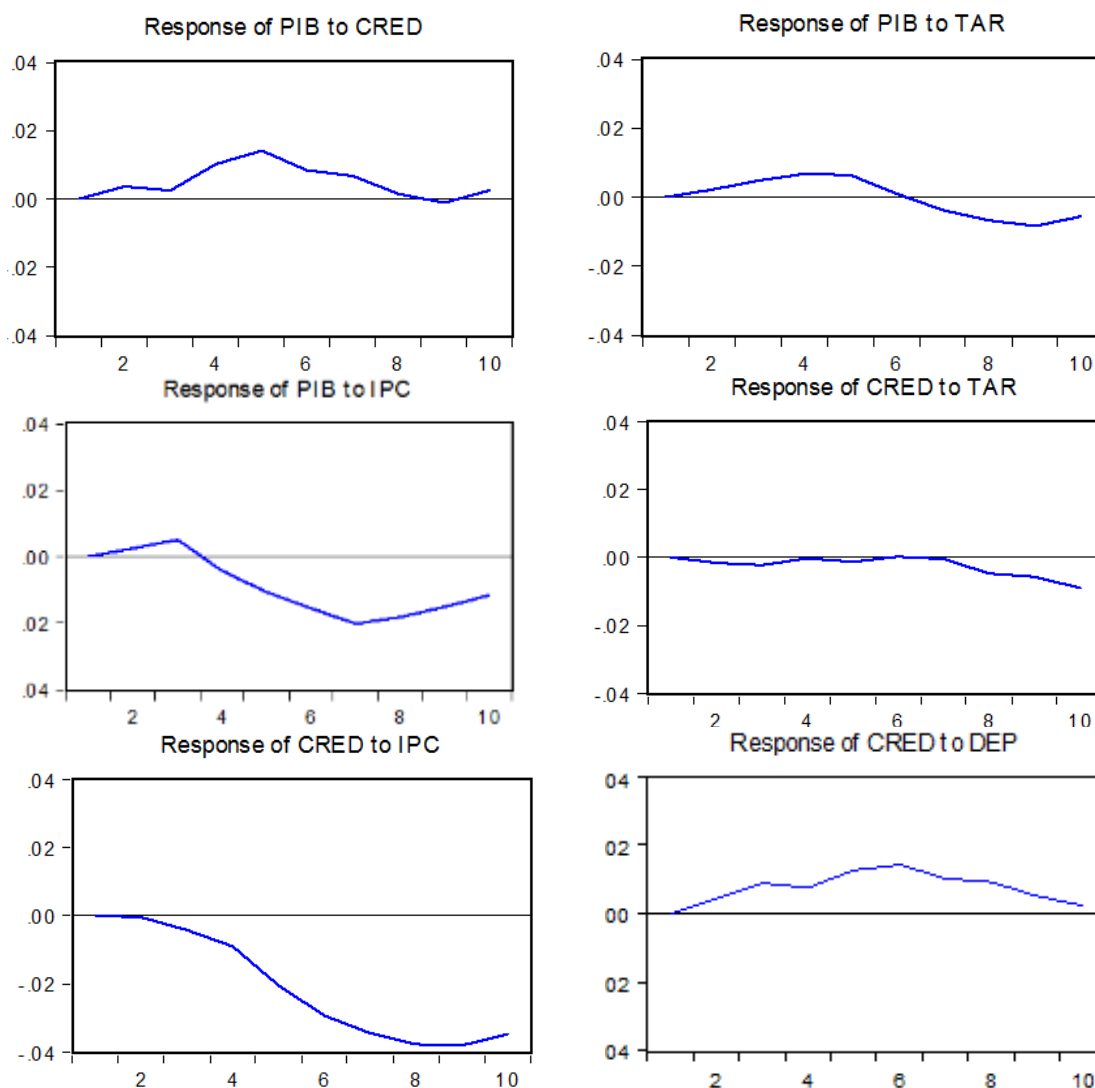 Response of PIB to CRED
.04
.02
.00
-.02
-.04
2 4 6 8 10
Response of PIB to TAR
.04
.02
.00
-.02
-.04
2 4 6 8 10
Response of PIB to IPC
.04
.02
.00
.02
.04
2 4 6 8 10
Response of CRED to TAR
.04
.02
.00
-.02
-.04
2 4 6 8 10
Response of CRED to IPC
.04
.02
.00
-.02
-.04
2 4 6 8 10
Response of CRED to DEP
04
02
00
02
04
2 4 6 8 10